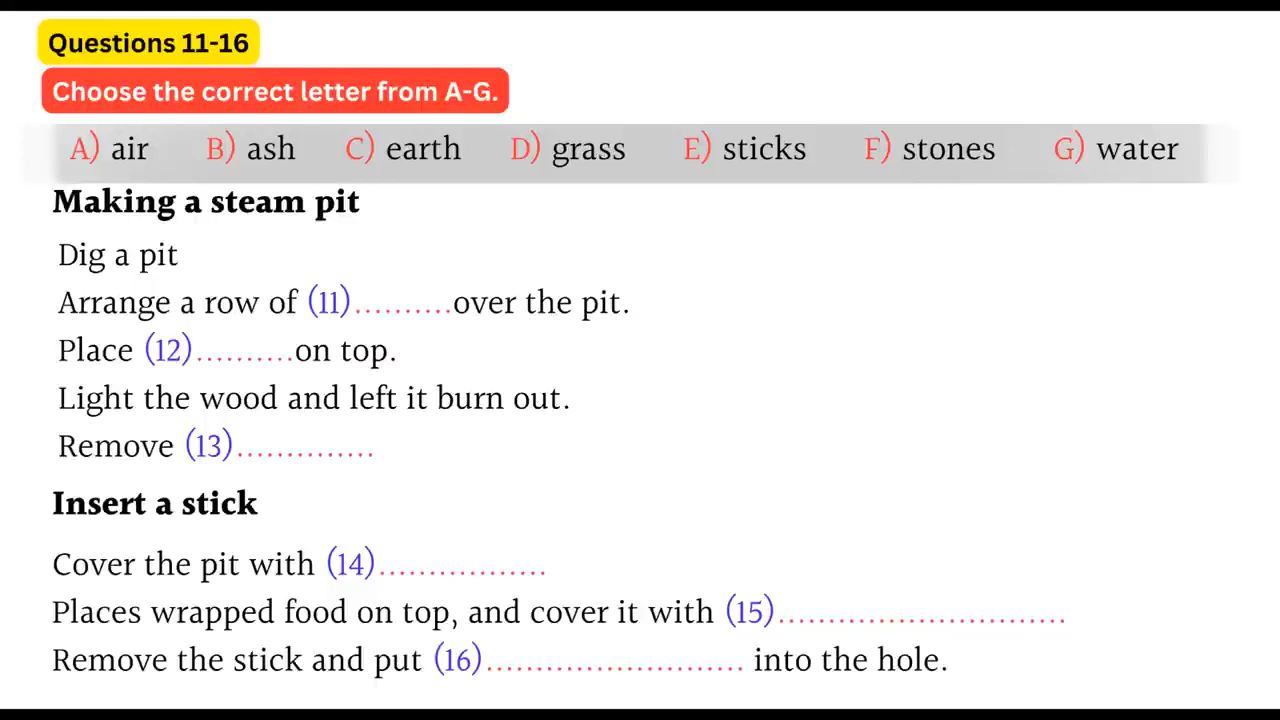 Questions 11-16
Choose the correct letter from A-G.
A) air B) ash C) earth D) grass E) sticks F) stones G) water
Making a steam pit
Dig a pit
Arrange a row of (11)..........over the pit.
Place (12)..........on top.
Light the wood and left it burn out.
Remove (13)..............
Insert a stick
Cover the pit with (14).................
Places wrapped food on top, and cover it with (15).............................
Remove the stick and put (16).......................... into the hole.